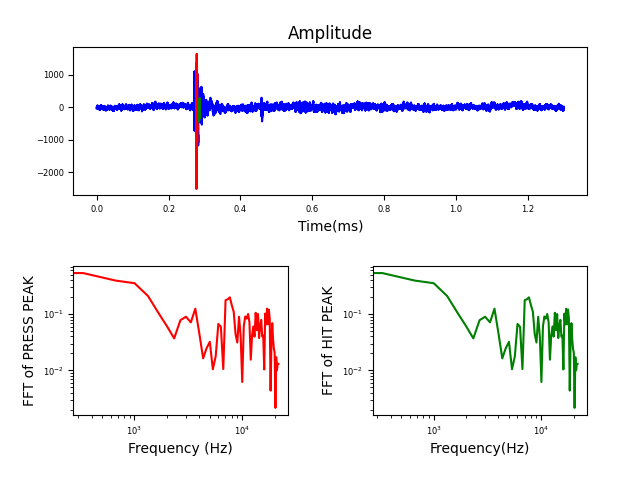 Amplitude
1000
0
−1000
−2000
0.0 0.2 0.4 0.6 0.8 1.0 1.2
Time(ms)
FFT of PRESS PEAK
10⁻¹
10⁻²
10³ 10⁴
Frequency (Hz)
FFT of HIT PEAK
10⁻¹
10⁻²
10³ 10⁴
Frequency(Hz)